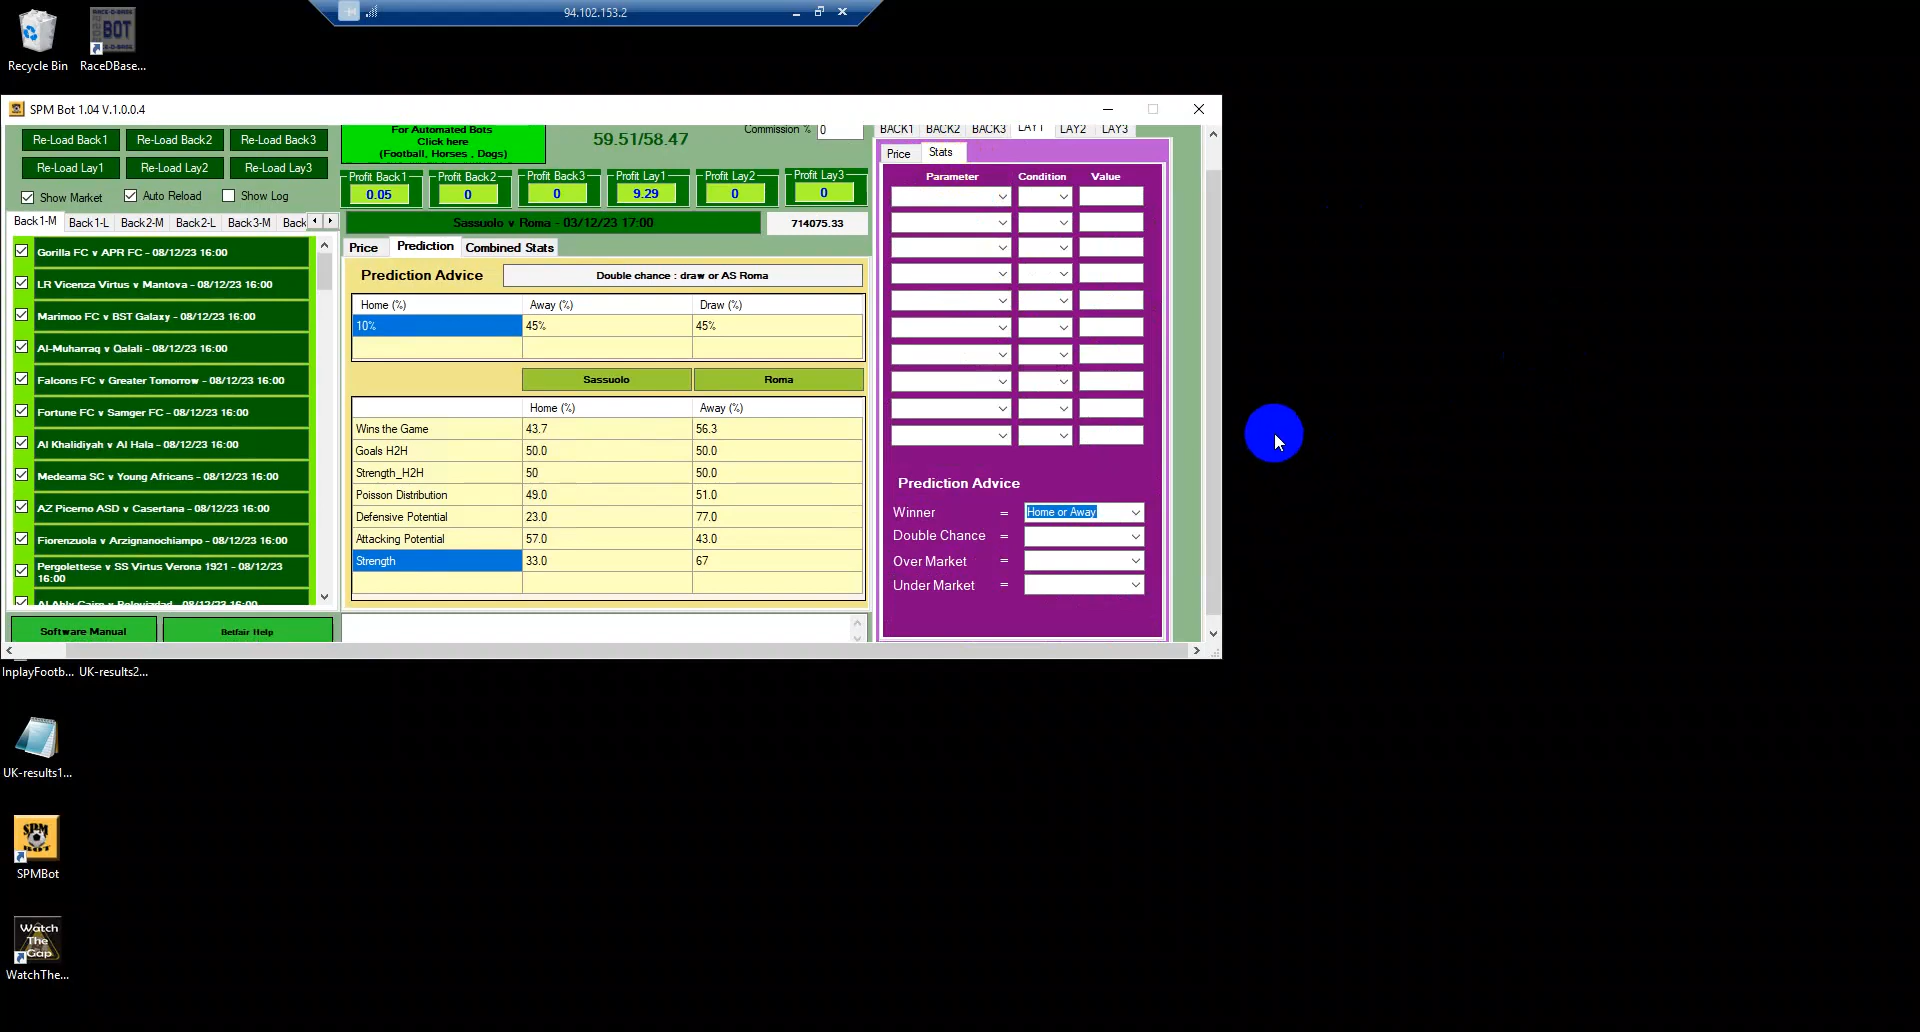 94.102.153.2
Recycle Bin
RaceDBase...
SPM Bot 1.04 V.1.0.0.4
Re-Load Back1
Re-Load Back2
Re-Load Back3
Re-Load Lay1
Re-Load Lay2
Re-Load Lay3
Show Market
Auto Reload
Show Log
Back1-M
Back1-L
Back2-M
Back2-L
Back3-M
Back
Gorilla FC v APR FC - 08/12/23 16:00
LR Vicenza Virtus v Mantova - 08/12/23 16:00
Marimoo FC v BST Galaxy - 08/12/23 16:00
Al-Muharraq v Qalali - 08/12/23 16:00
Falcons FC v Greater Tomorrow - 08/12/23 16:00
Fortune FC v Samger FC - 08/12/23 16:00
Al Khalidiyah v Al Hala - 08/12/23 16:00
Medeama SC v Young Africans - 08/12/23 16:00
AZ Picerno ASD v Casertana - 08/12/23 16:00
Fiorenzuola v Arzignanochiampo - 08/12/23 16:00
Pergolettese v SS Virtus Verona 1921 - 08/12/23
16:00
Al Ahly Cairo v Belouizdad - 08/12/23 16:00
Software Manual
Betfair Help
For Automated Bots
Click here
(Football, Horses , Dogs)
59.51/58.47
Commission %
0
Profit Back1
0.05
Profit Back2
0
Profit Back3
0
Profit Lay1
9.29
Profit Lay2
0
Profit Lay3
0
Sassuolo v Roma - 03/12/23 17:00
714075.33
Price
Prediction
Combined Stats
Prediction Advice
Double chance : draw or AS Roma
Home (%)
Away (%)
Draw (%)
10%
45%
45%
Sassuolo
Roma
Home (%)
Away (%)
Wins the Game
43.7
56.3
Goals H2H
50.0
50.0
Strength_H2H
50
50.0
Poisson Distribution
49.0
51.0
Defensive Potential
23.0
77.0
Attacking Potential
57.0
43.0
Strength
33.0
67
BACK1
BACK2
BACK3
LAY1
LAY2
LAY3
Price
Stats
Parameter
Condition
Value
Prediction Advice
Winner
=
Home or Away
Double Chance
=
Over Market
=
Under Market
=
InplayFootb...
UK-results2...
UK-results1...
SPM
BOT
SPMBot
Watch
The
Gap
WatchThe...